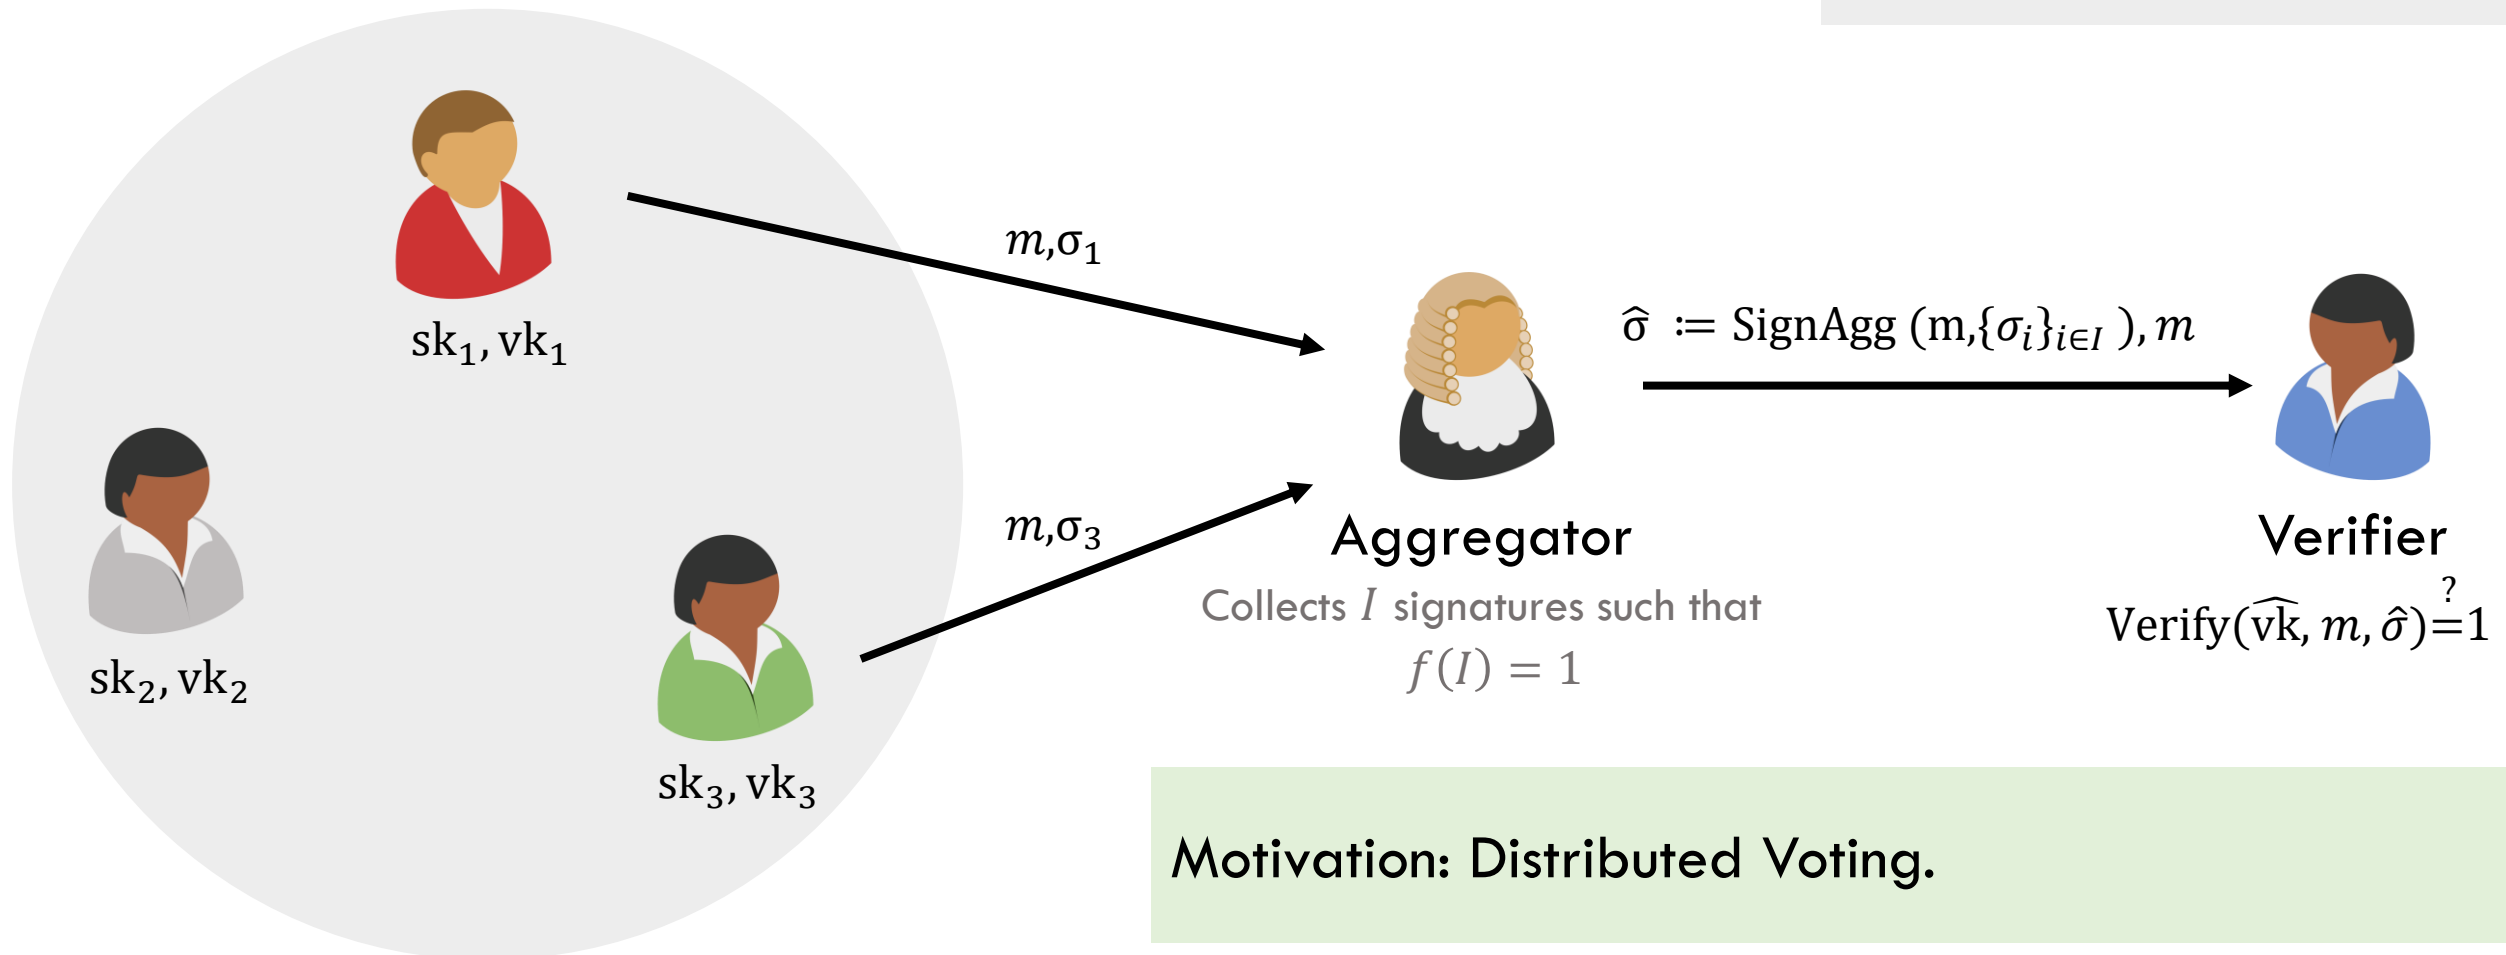 m,σ₁
sk₁, vk₁
σ̂ := SignAgg (m,{σᵢ}ᵢ∈I ), m
m,σ₃
sk₂, vk₂
sk₃, vk₃
Aggregator
Collects I signatures such that
f(I) = 1
Verifier
Verify(v̂k, m, σ̂)≟1
Motivation: Distributed Voting.